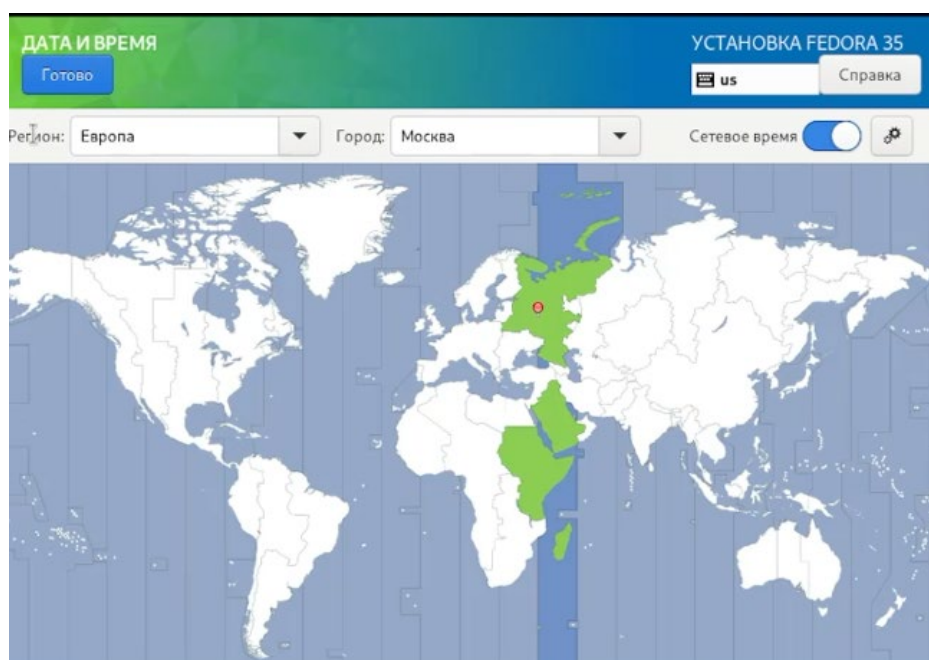 ДАТА И ВРЕМЯ
УСТАНОВКА FEDORA 35
Готово
us
Справка
Регион:
Европа
Город:
Москва
Сетевое время